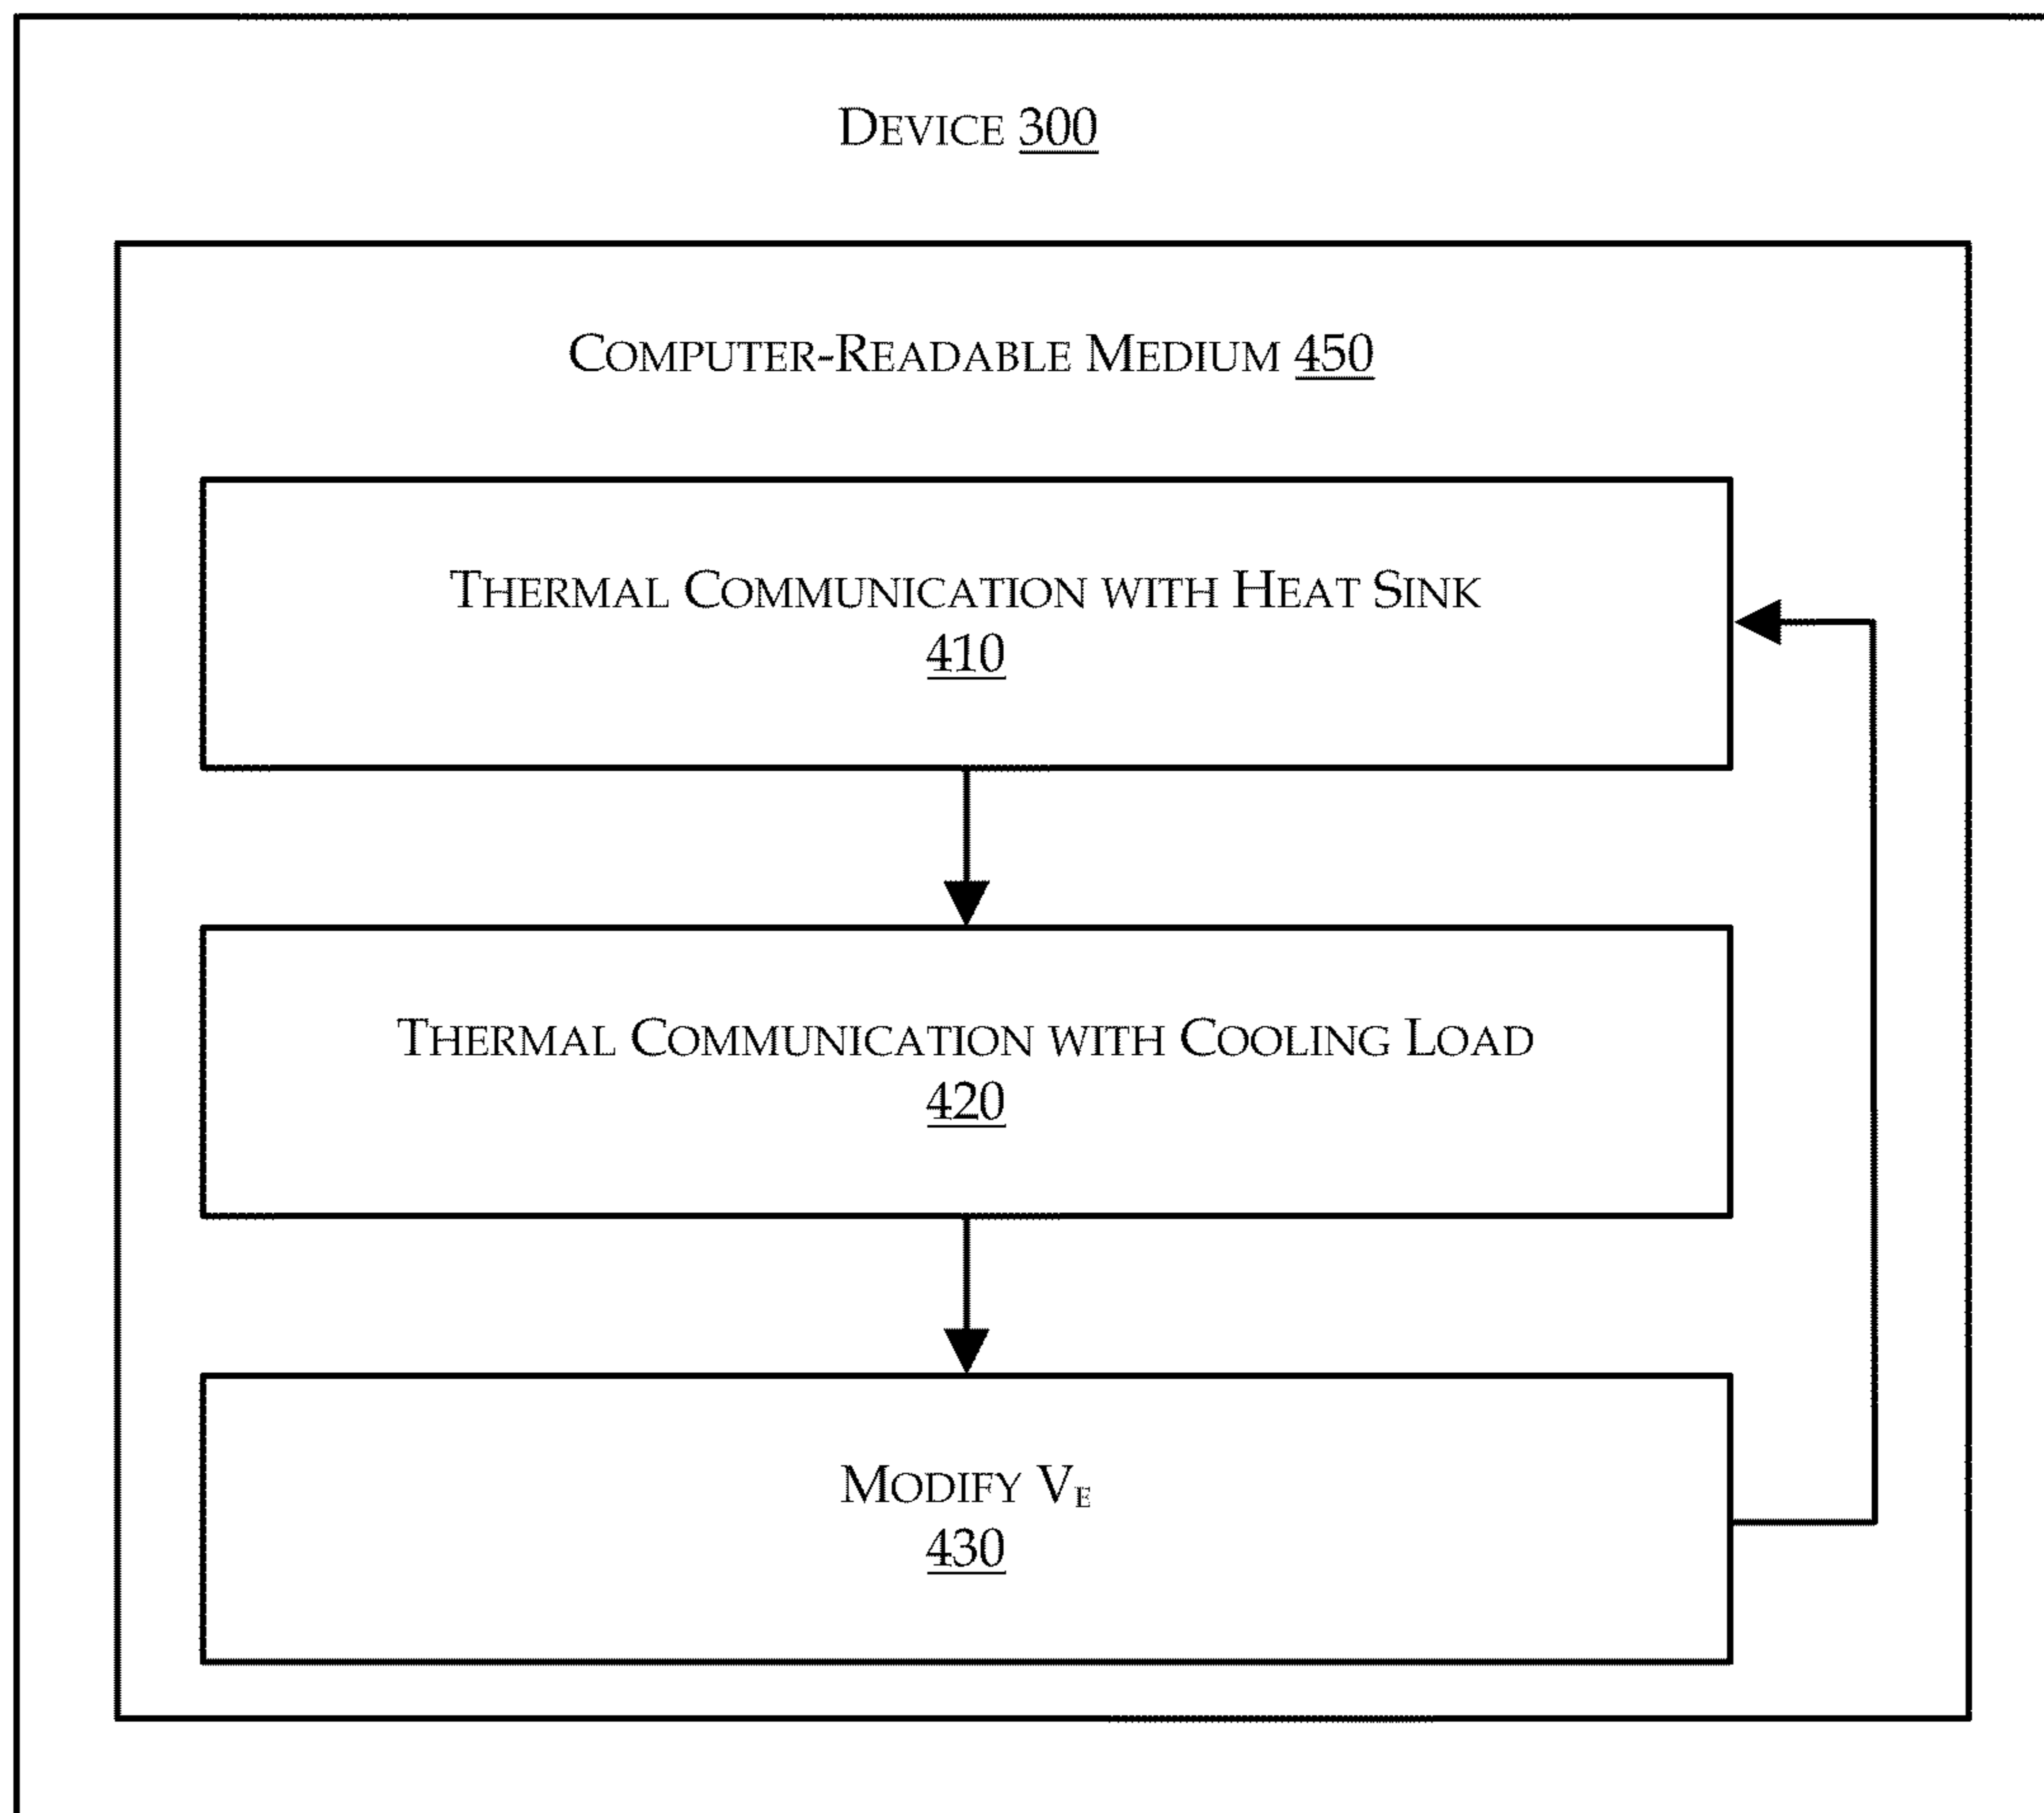 DEVICE 300
COMPUTER-READABLE MEDIUM 450
THERMAL COMMUNICATION WITH HEAT SINK
410
THERMAL COMMUNICATION WITH COOLING LOAD
420
MODIFY VE
430